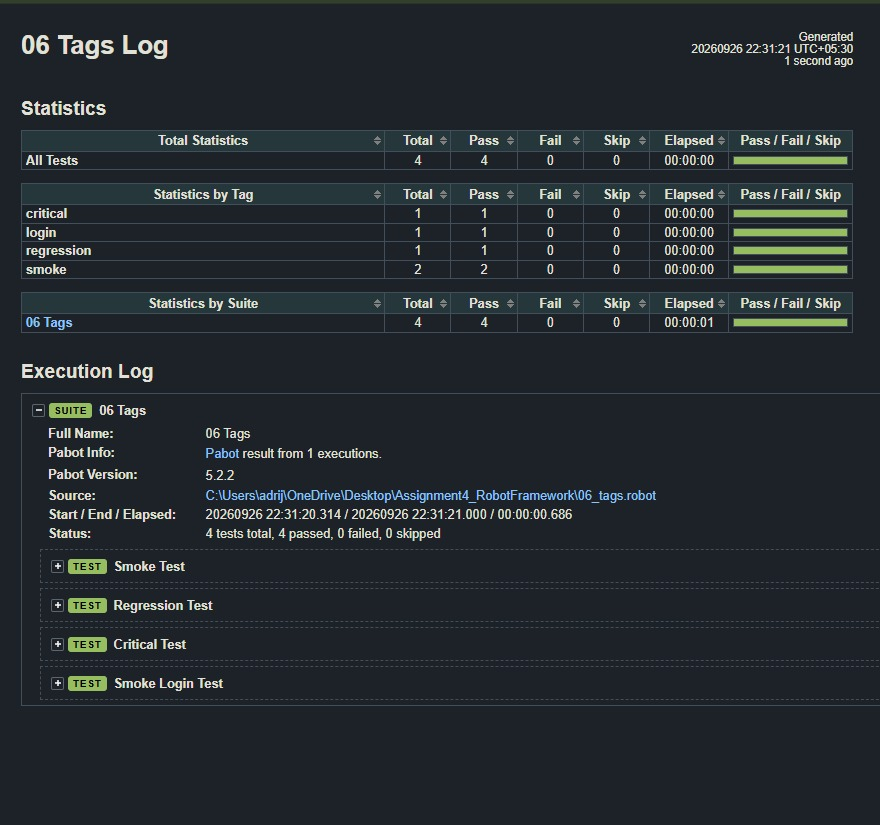 06 Tags Log
Generated
20260926 22:31:21 UTC+05:30
1 second ago
Statistics
Total Statistics Total Pass Fail Skip Elapsed Pass / Fail / Skip
All Tests 4 4 0 0 00:00:00
Statistics by Tag Total Pass Fail Skip Elapsed Pass / Fail / Skip
critical 1 1 0 0 00:00:00
login 1 1 0 0 00:00:00
regression 1 1 0 0 00:00:00
smoke 2 2 0 0 00:00:00
Statistics by Suite Total Pass Fail Skip Elapsed Pass / Fail / Skip
06 Tags 4 4 0 0 00:00:01
Execution Log
SUITE 06 Tags
Full Name: 06 Tags
Pabot Info: Pabot result from 1 executions.
Pabot Version: 5.2.2
Source: C:\Users\adrij\OneDrive\Desktop\Assignment4_RobotFramework\06_tags.robot
Start / End / Elapsed: 20260926 22:31:20.314 / 20260926 22:31:21.000 / 00:00:00.686
Status: 4 tests total, 4 passed, 0 failed, 0 skipped
TEST Smoke Test
TEST Regression Test
TEST Critical Test
TEST Smoke Login Test